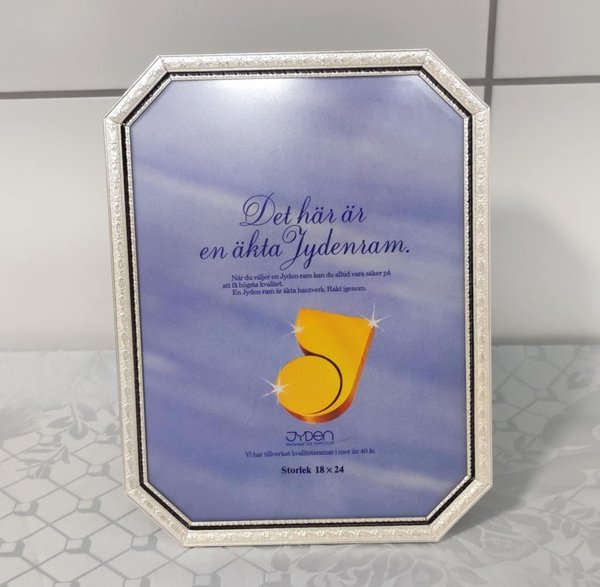 Det här är
en äkta Jydenram.
När du väljer en Jyden-ram kan du alltid vara säker på
att få högsta kvalitet.
En Jyden-ram är äkta hantverk. Rakt igenom.
JYDEN
Vi har tillverkat kvalitetsramar i mer än 40 år.
Storlek 18 × 24